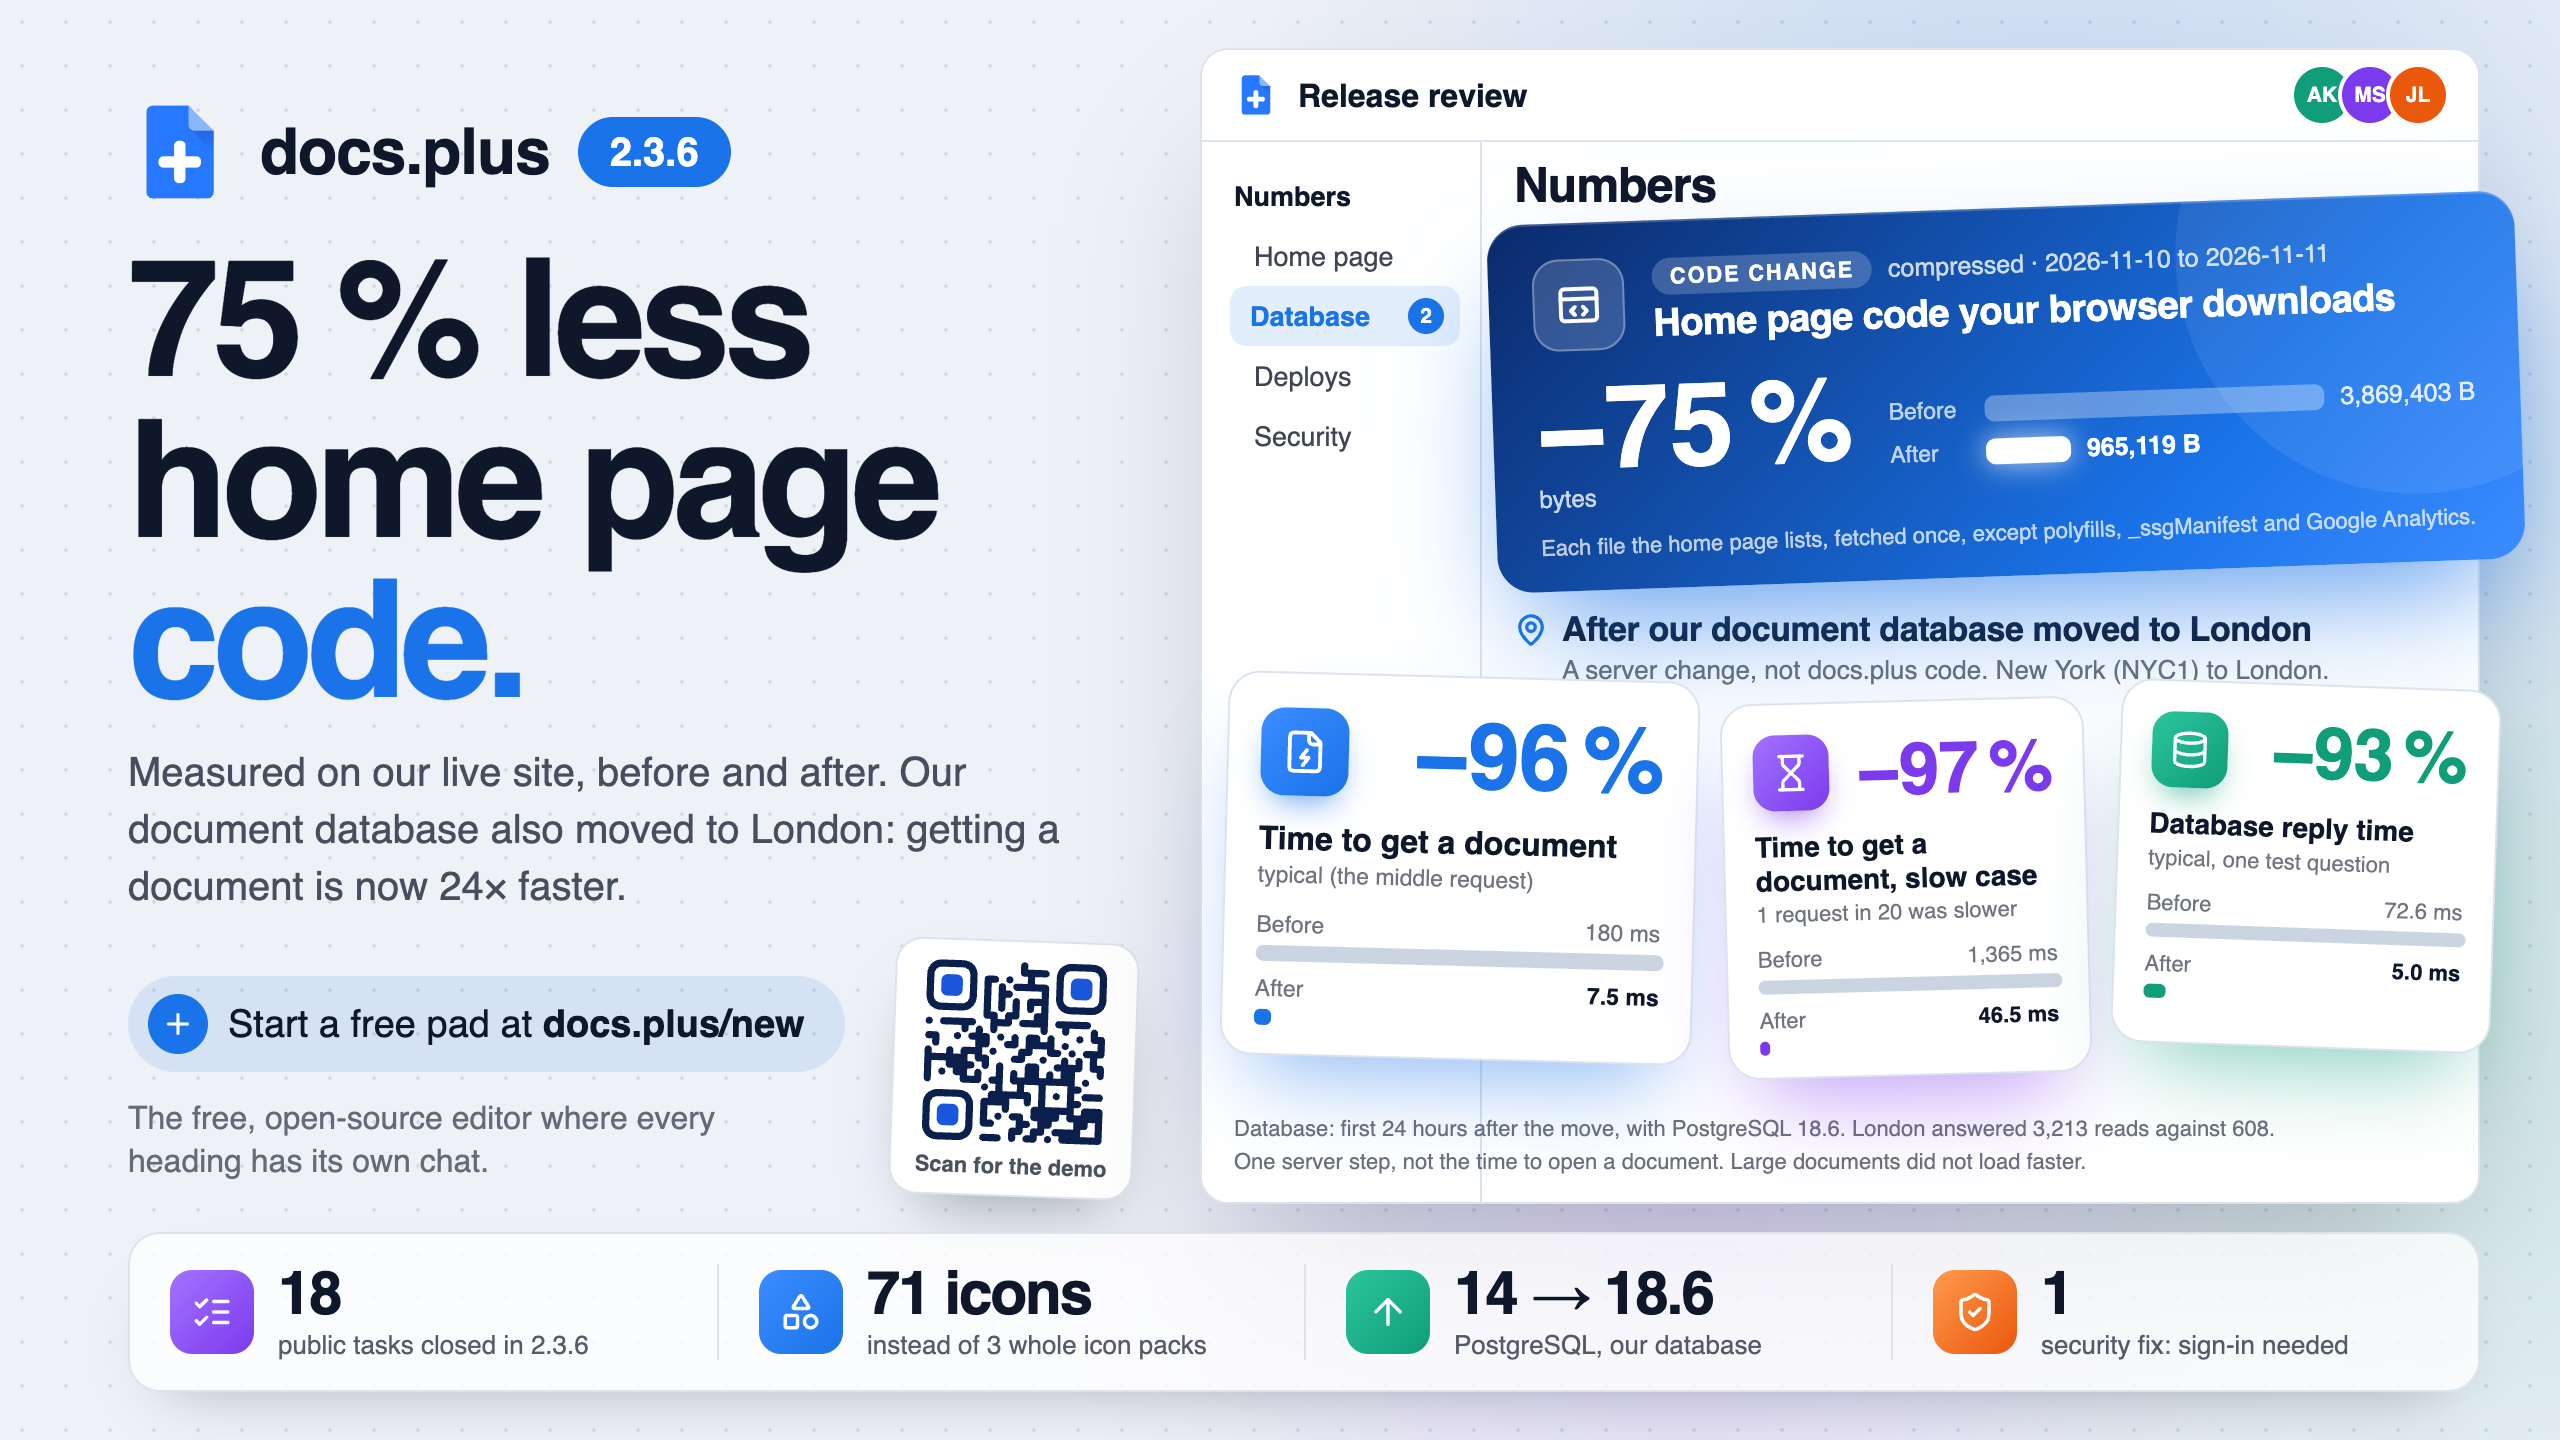 docs.plus 2.3.6
75 % less
home page
code.
Measured on our live site, before and after. Our
document database also moved to London: getting a
document is now 24× faster.
Start a free pad at docs.plus/new
The free, open-source editor where every
heading has its own chat.
Scan for the demo
Release review
AK MS JL
Numbers
Home page
Database 2
Deploys
Security
Numbers
CODE CHANGE compressed · 2026-11-10 to 2026-11-11
Home page code your browser downloads
–75 %
bytes
Before 3,869,403 B
After 965,119 B
Each file the home page lists, fetched once, except polyfills, _ssgManifest and Google Analytics.
After our document database moved to London
A server change, not docs.plus code. New York (NYC1) to London.
–96 %
Time to get a document
typical (the middle request)
Before 180 ms
After 7.5 ms
–97 %
Time to get a
document, slow case
1 request in 20 was slower
Before 1,365 ms
After 46.5 ms
–93 %
Database reply time
typical, one test question
Before 72.6 ms
After 5.0 ms
Database: first 24 hours after the move, with PostgreSQL 18.6. London answered 3,213 reads against 608.
One server step, not the time to open a document. Large documents did not load faster.
18
public tasks closed in 2.3.6
71 icons
instead of 3 whole icon packs
14 → 18.6
PostgreSQL, our database
1
security fix: sign-in needed